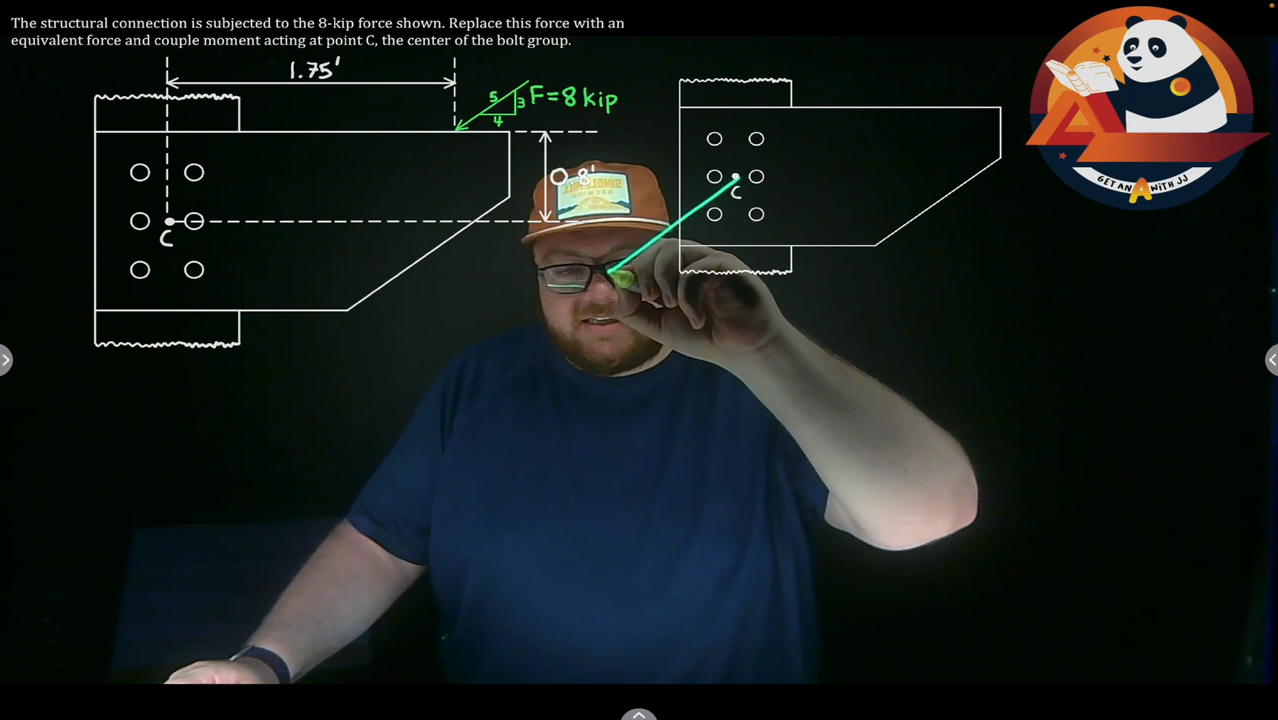 The structural connection is subjected to the 8-kip force shown. Replace this force with an
equivalent force and couple moment acting at point C, the center of the bolt group.
1.75'
5
3
4
F=8kip
8'
C
C
GET AN A WITH JJ